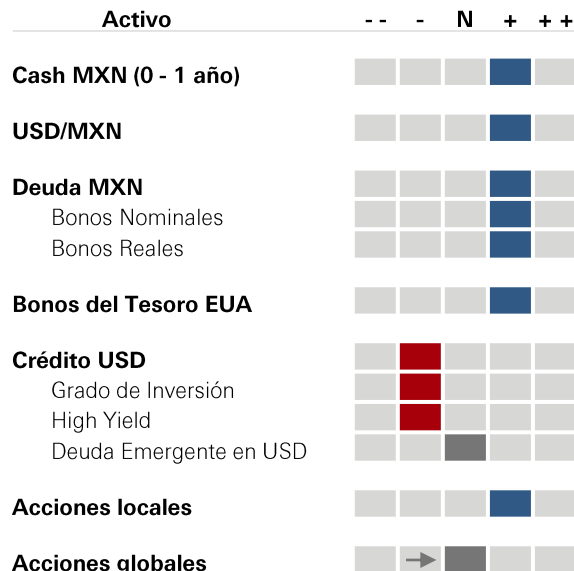 Activo -- - N + ++
Cash MXN (0 - 1 año)
USD/MXN
Deuda MXN
Bonos Nominales
Bonos Reales
Bonos del Tesoro EUA
Crédito USD
Grado de Inversión
High Yield
Deuda Emergente en USD
Acciones locales
Acciones globales